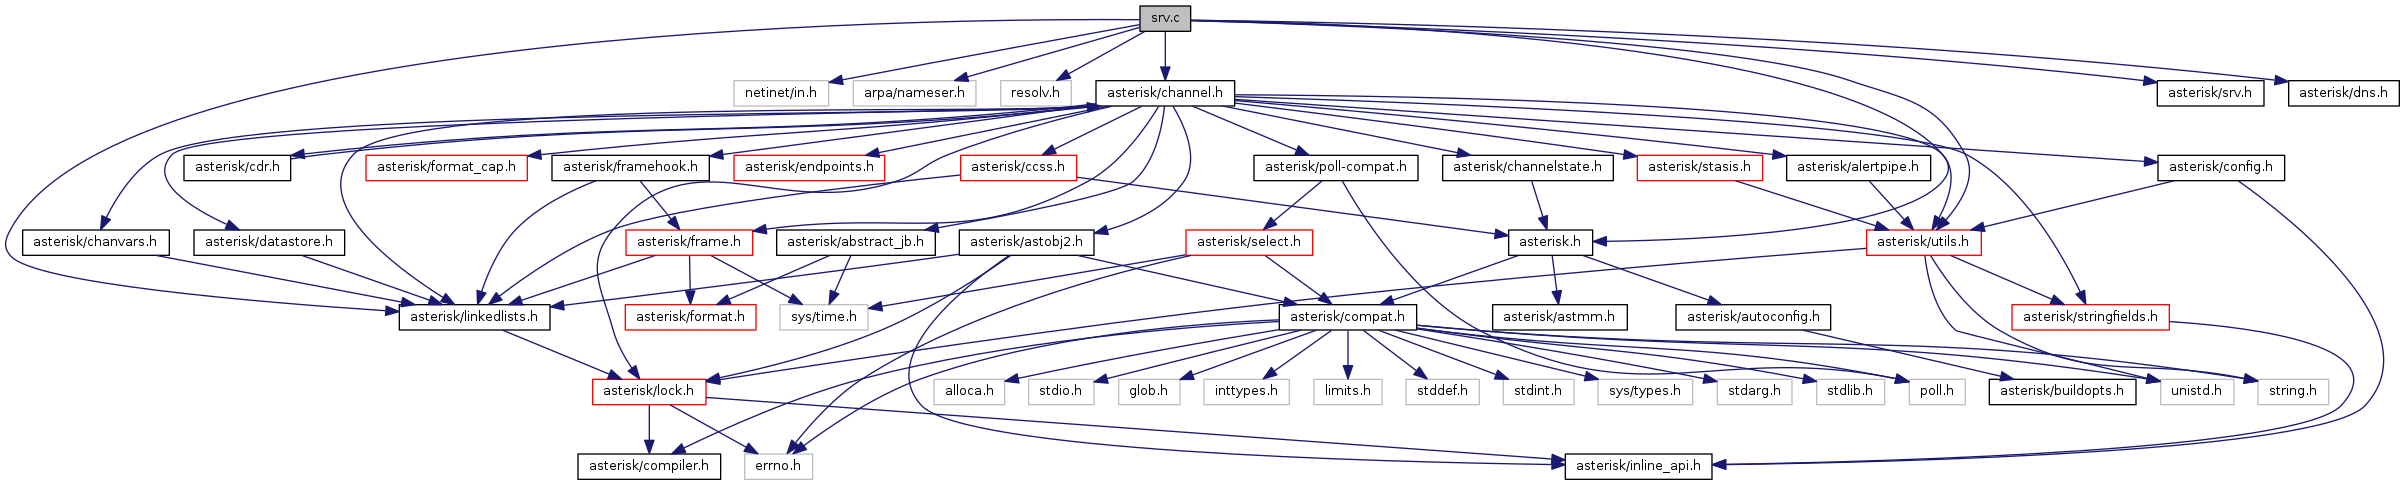 srv.c
netinet/in.h
arpa/nameser.h
resolv.h
asterisk/channel.h
asterisk/srv.h
asterisk/dns.h
asterisk/cdr.h
asterisk/format_cap.h
asterisk/framehook.h
asterisk/endpoints.h
asterisk/ccss.h
asterisk/poll-compat.h
asterisk/channelstate.h
asterisk/stasis.h
asterisk/alertpipe.h
asterisk/config.h
asterisk/chanvars.h
asterisk/datastore.h
asterisk/frame.h
asterisk/abstract_jb.h
asterisk/astobj2.h
asterisk/select.h
asterisk.h
asterisk/utils.h
asterisk/linkedlists.h
asterisk/format.h
sys/time.h
asterisk/compat.h
asterisk/astmm.h
asterisk/autoconfig.h
asterisk/stringfields.h
asterisk/lock.h
alloca.h
stdio.h
glob.h
inttypes.h
limits.h
stddef.h
stdint.h
sys/types.h
stdarg.h
stdlib.h
poll.h
asterisk/buildopts.h
unistd.h
string.h
asterisk/compiler.h
errno.h
asterisk/inline_api.h